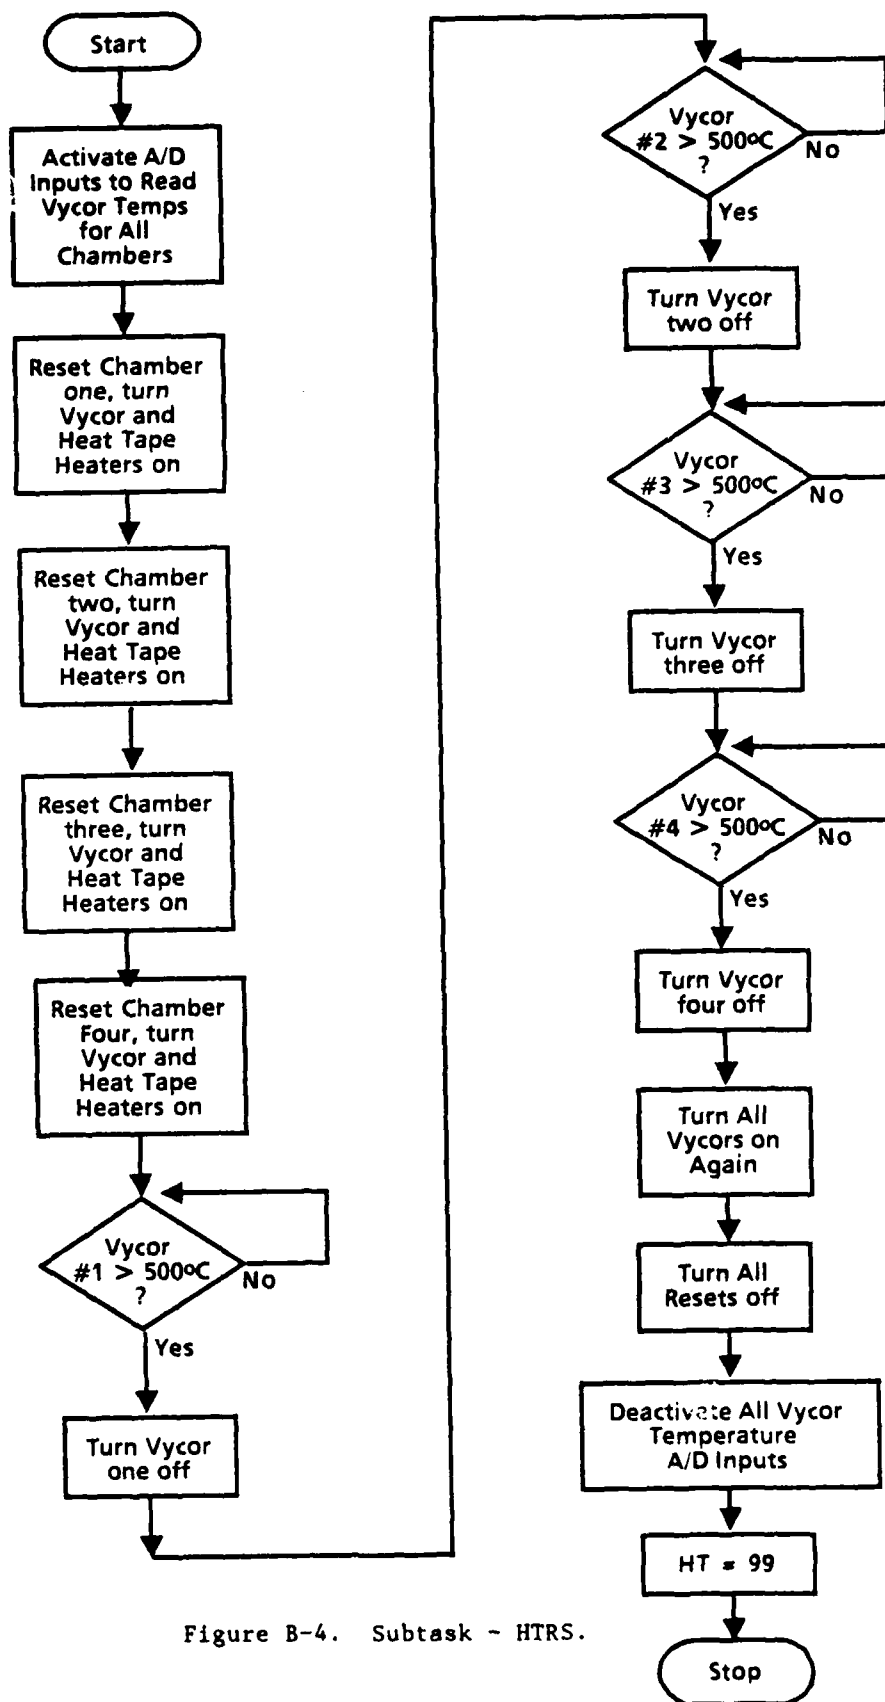 Start
Activate A/D
Inputs to Read
Vycor Temps
for All
Chambers
Reset Chamber
one, turn
Vycor and
Heat Tape
Heaters on
Reset Chamber
two, turn
Vycor and
Heat Tape
Heaters on
Reset Chamber
three, turn
Vycor and
Heat Tape
Heaters on
Reset Chamber
Four, turn
Vycor and
Heat Tape
Heaters on
Vycor
#1 > 500ºC
?
No
Yes
Turn Vycor
one off
Vycor
#2 > 500ºC
?
No
Yes
Turn Vycor
two off
Vycor
#3 > 500ºC
?
No
Yes
Turn Vycor
three off
Vycor
#4 > 500ºC
?
No
Yes
Turn Vycor
four off
Turn All
Vycors on
Again
Turn All
Resets off
Deactivate All Vycor
Temperature
A/D Inputs
HT = 99
Stop
Figure B-4. Subtask - HTRS.